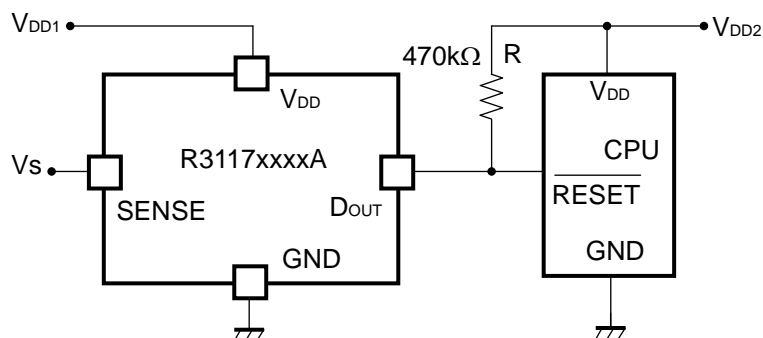 VDD1
VDD2
470kΩ R
VDD
VDD
Vs
R3117xxxxA
CPU
SENSE
DOUT
RESET
GND
GND